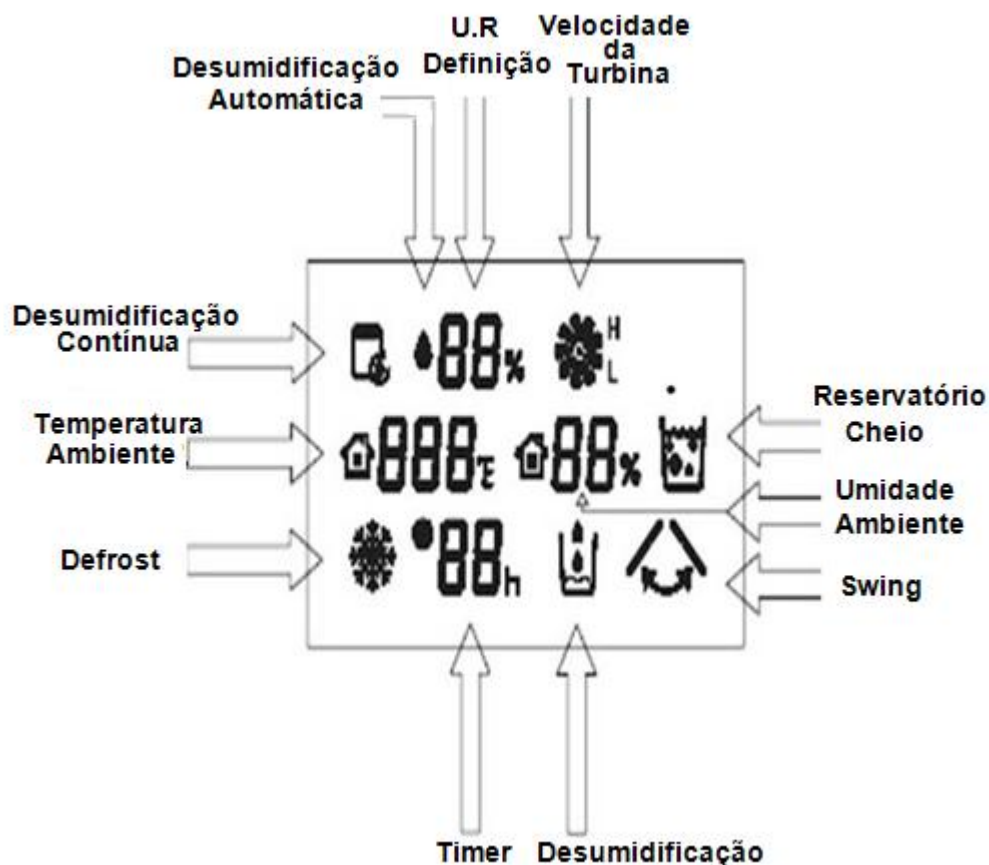 U.R
Definição
Velocidade
da
Turbina
Desumidificação
Automática
Desumidificação
Contínua
88%
H
L
Temperatura
Ambiente
888℃
88%
Reservatório
Cheio
Umidade
Ambiente
Defrost
88h
Swing
Timer
Desumidificação